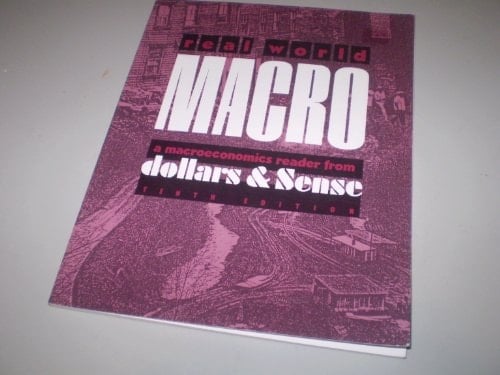 real world
MACRO
a macroeconomics reader from
dollars & Sense
TENTH EDITION